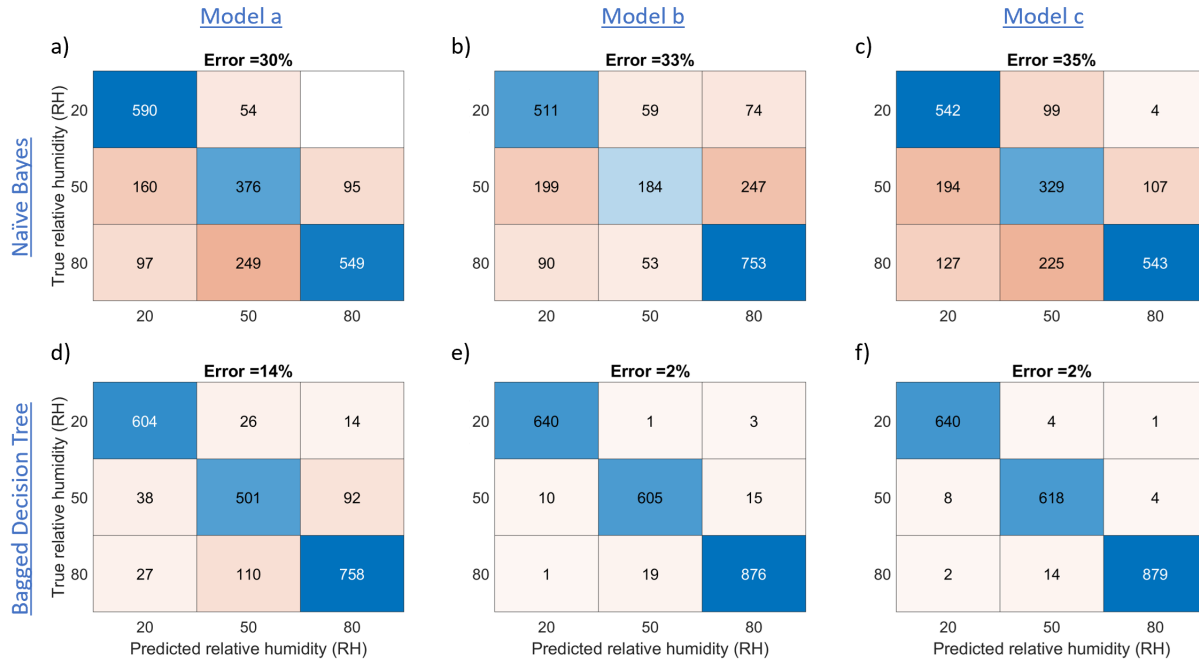 Model a
Model b
Model c
a)
b)
c)
Error =30%
Error =33%
Error =35%
Naïve Bayes
True relative humidity (RH)
20 590 54
50 160 376 95
80 97 249 549
20 50 80
20 511 59 74
50 199 184 247
80 90 53 753
20 50 80
20 542 99 4
50 194 329 107
80 127 225 543
20 50 80
d)
e)
f)
Error =14%
Error =2%
Error =2%
Bagged Decision Tree
True relative humidity (RH)
20 604 26 14
50 38 501 92
80 27 110 758
20 50 80
Predicted relative humidity (RH)
20 640 1 3
50 10 605 15
80 1 19 876
20 50 80
Predicted relative humidity (RH)
20 640 4 1
50 8 618 4
80 2 14 879
20 50 80
Predicted relative humidity (RH)